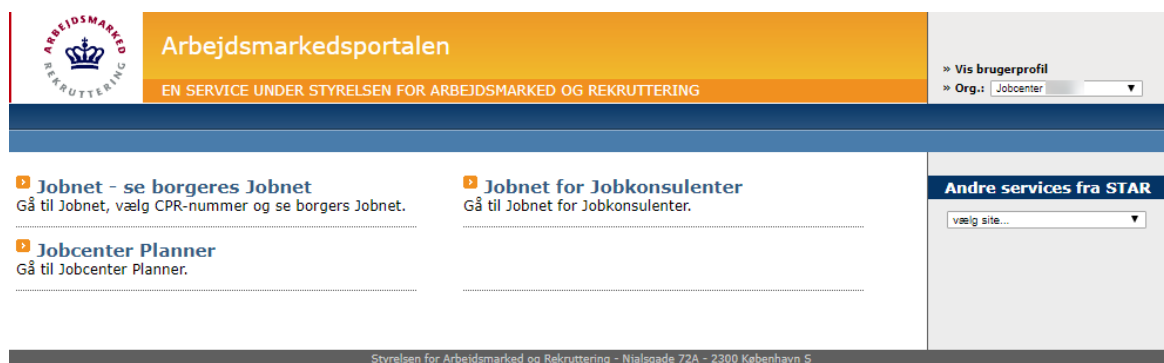 ARBEJDSMARKED
REKRUTTERING
Arbejdsmarkedsportalen
EN SERVICE UNDER STYRELSEN FOR ARBEJDSMARKED OG REKRUTTERING
» Vis brugerprofil
» Org.: Jobcenter
Jobnet - se borgeres Jobnet
Gå til Jobnet, vælg CPR-nummer og se borgers Jobnet.
Jobnet for Jobkonsulenter
Gå til Jobnet for Jobkonsulenter.
Jobcenter Planner
Gå til Jobcenter Planner.
Andre services fra STAR
vælg site...
Styrelsen for Arbejdsmarked og Rekruttering - Njalsgade 72A - 2300 København S